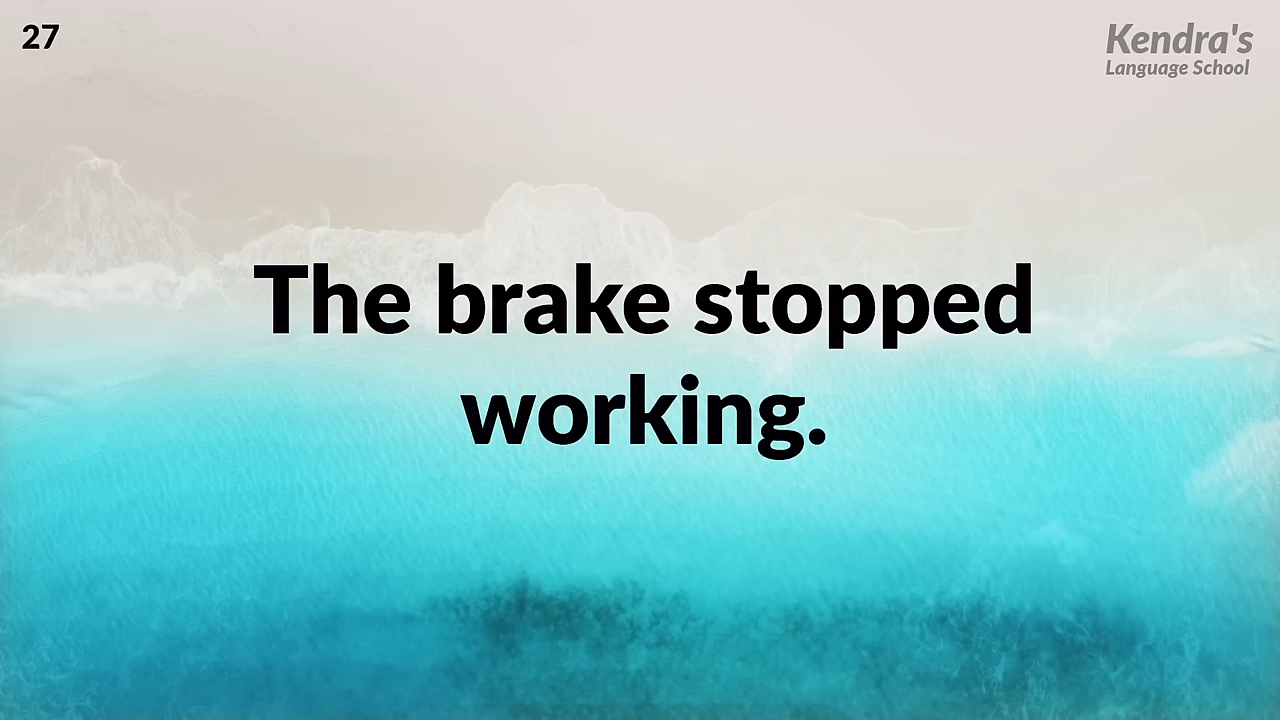 27
Kendra's
Language School
The brake stopped
working.